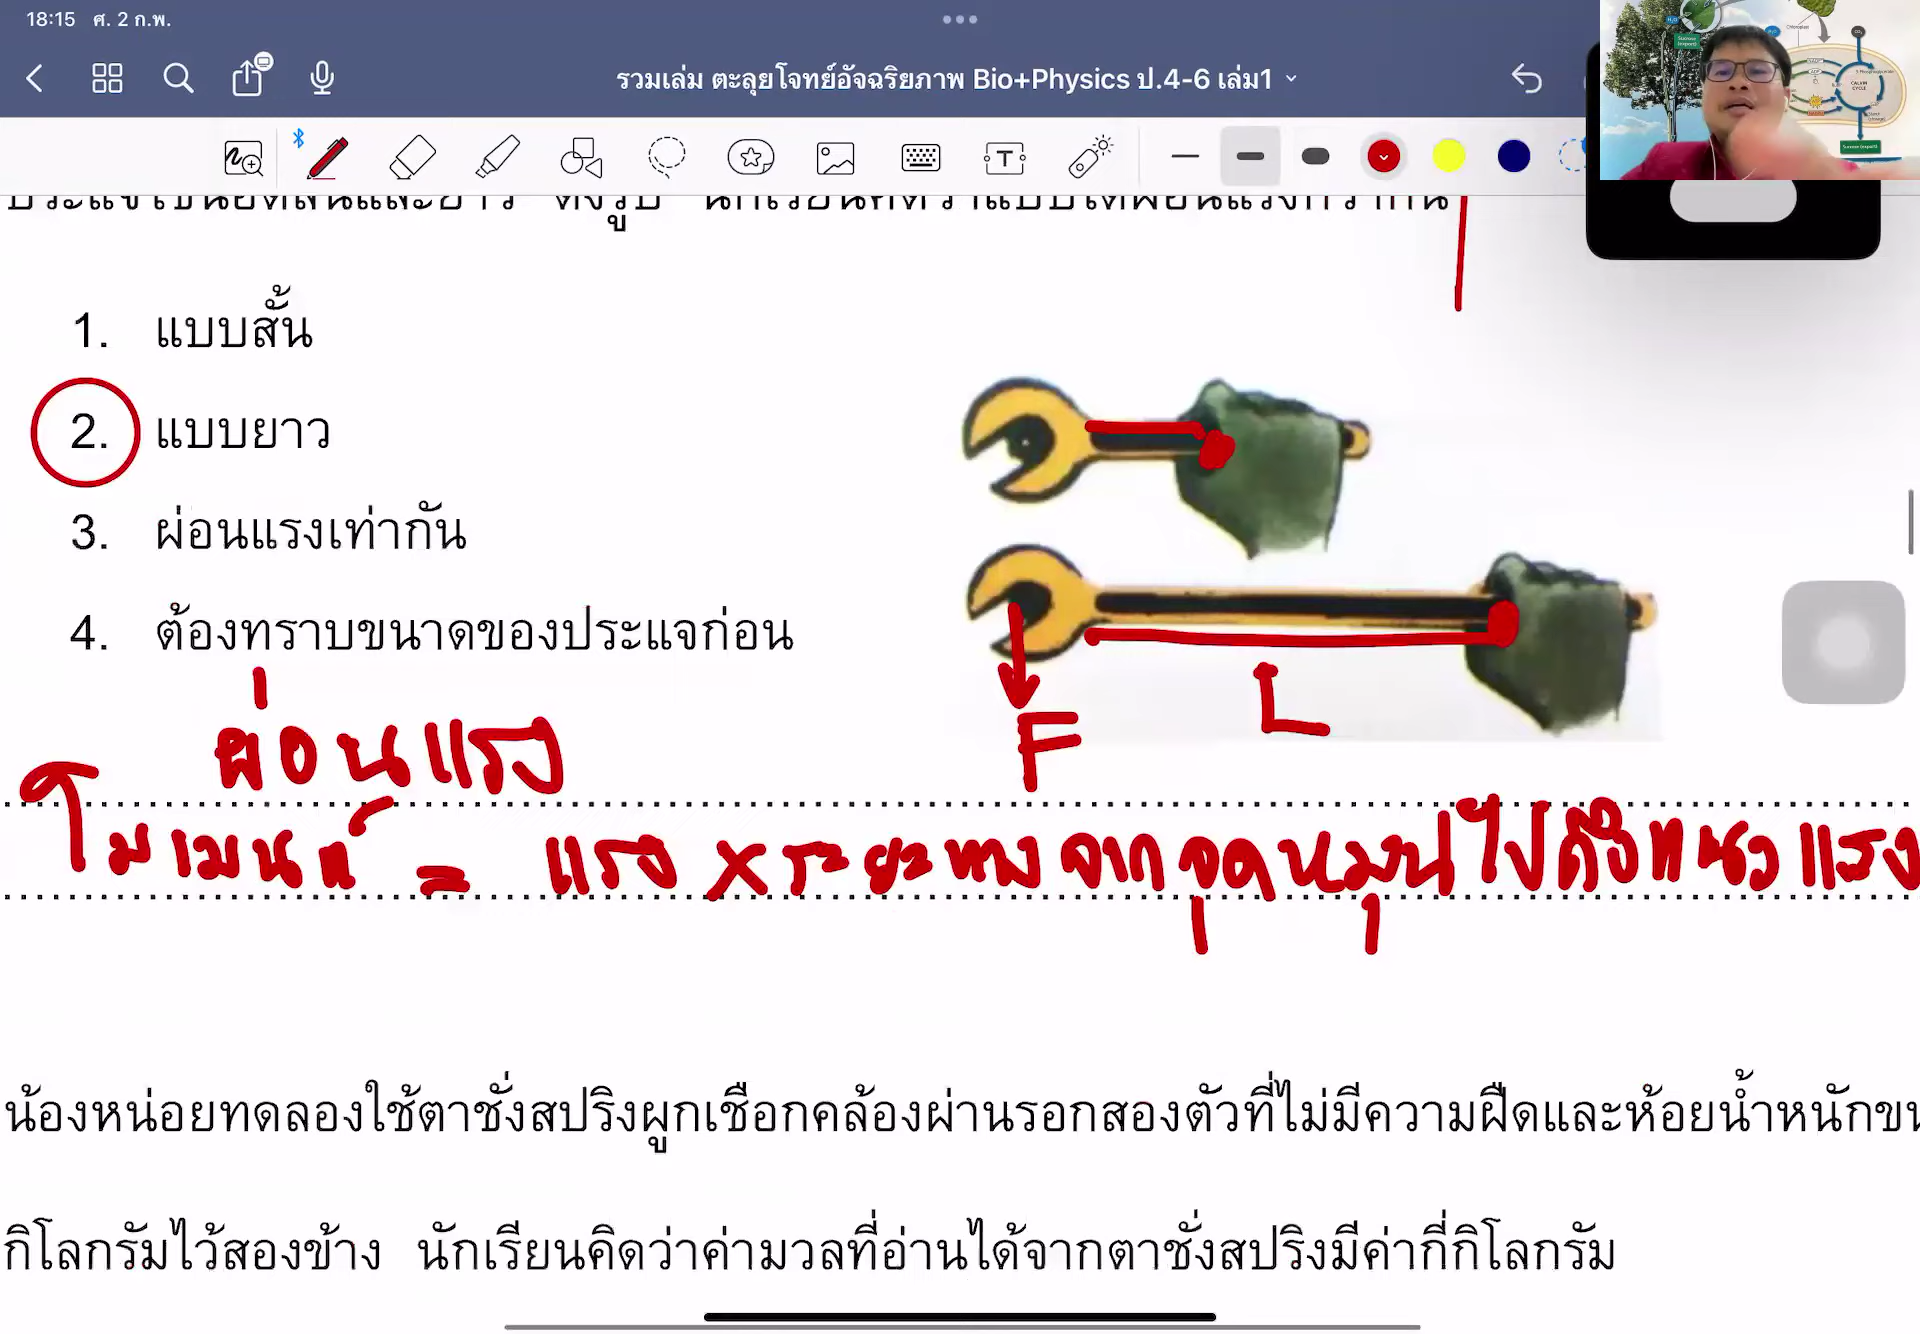 18:15 ศ. 2 ก.พ.
รวมเล่ม ตะลุยโจทย์อัจฉริยภาพ Bio+Physics ป.4-6 เล่ม1
1. แบบสั้น
2. แบบยาว
3. ผ่อนแรงเท่ากัน
4. ต้องทราบขนาดของประแจก่อน
L
F
ผ่อนแรง
โมเมนต์ = แรง x ระยะทางจากจุดหมุนไปถึงแนวแรง
น้องหน่อยทดลองใช้ตาชั่งสปริงผูกเชือกคล้องผ่านรอกสองตัวที่ไม่มีความฝืดและห้อยน้ำหนักขน
กิโลกรัมไว้สองข้าง นักเรียนคิดว่าค่ามวลที่อ่านได้จากตาชั่งสปริงมีค่ากี่กิโลกรัม